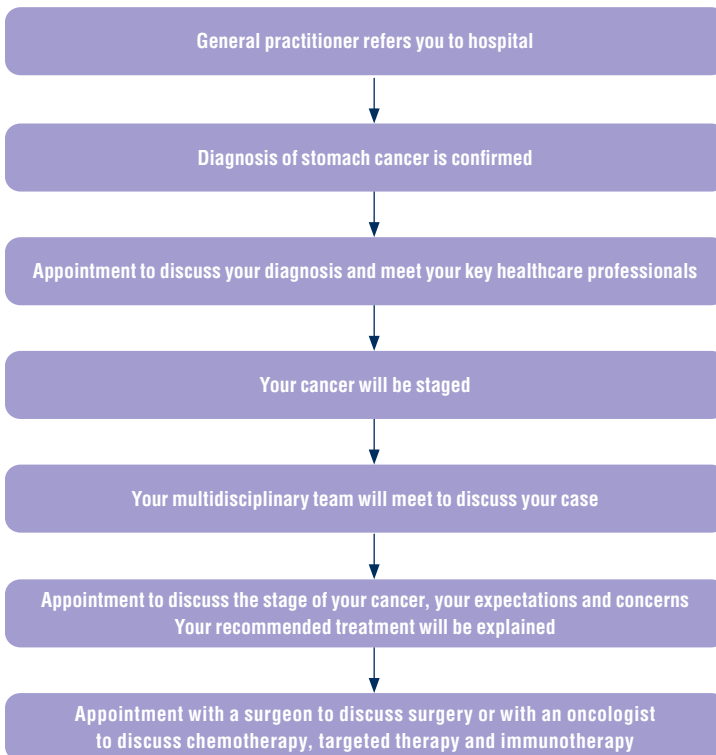 General practitioner refers you to hospital
Diagnosis of stomach cancer is confirmed
Appointment to discuss your diagnosis and meet your key healthcare professionals
Your cancer will be staged
Your multidisciplinary team will meet to discuss your case
Appointment to discuss the stage of your cancer, your expectations and concerns
Your recommended treatment will be explained
Appointment with a surgeon to discuss surgery or with an oncologist
to discuss chemotherapy, targeted therapy and immunotherapy